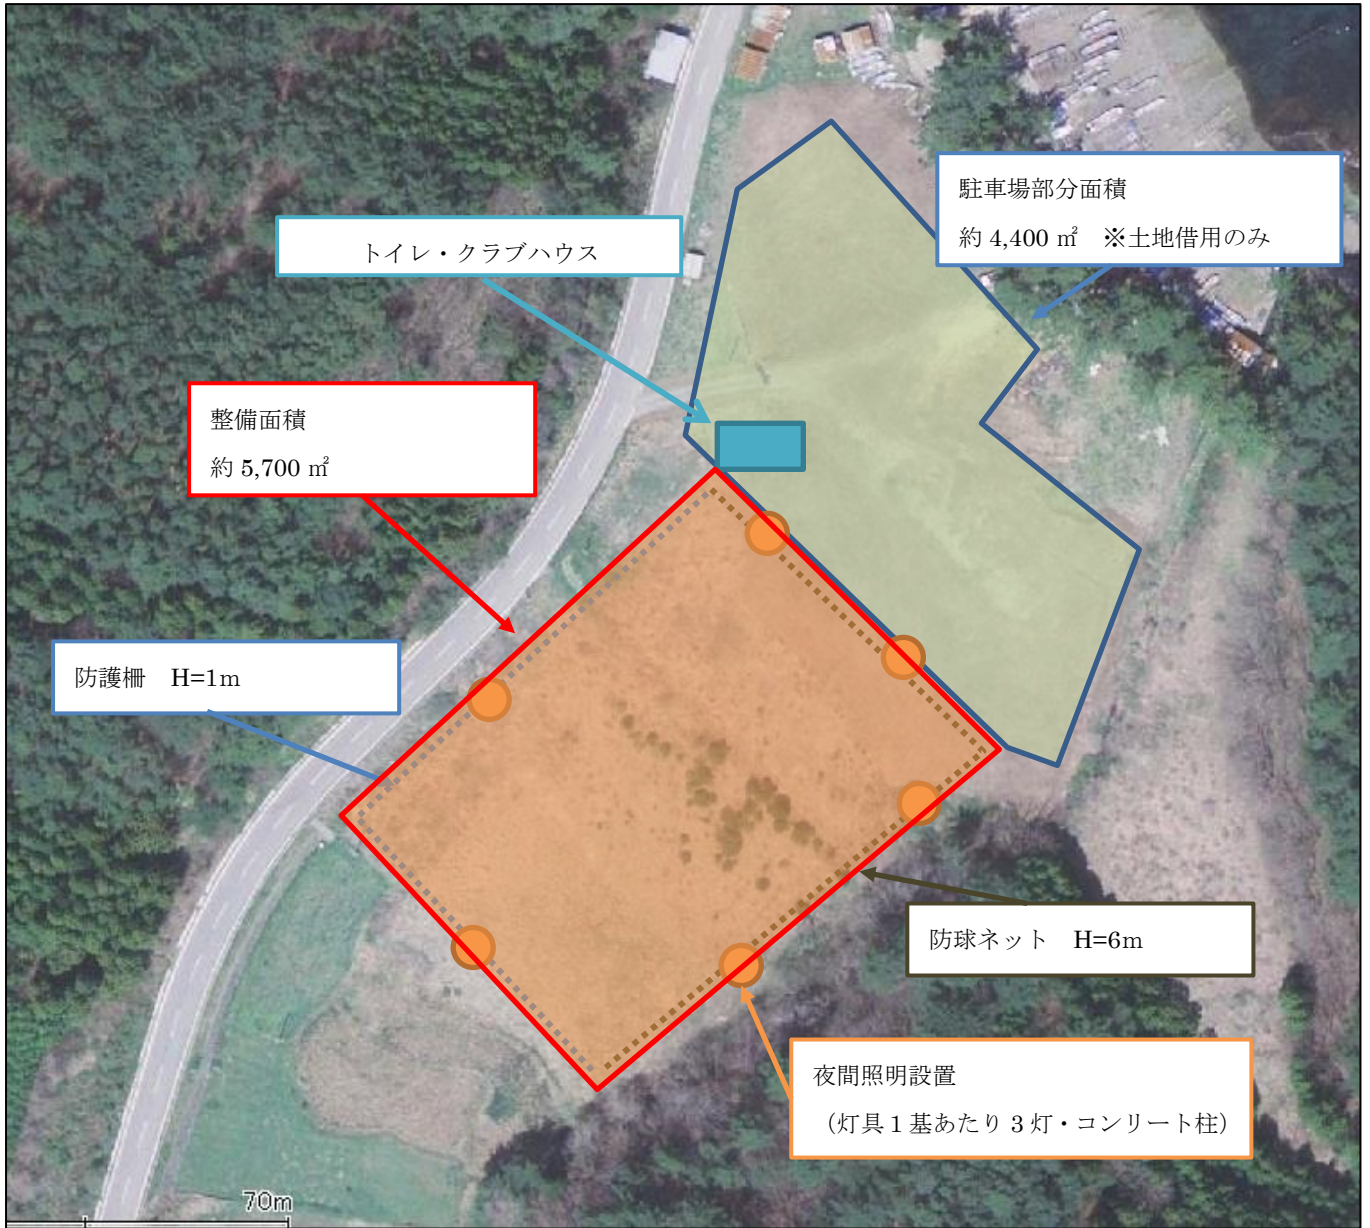 駐車場部分面積
約 4,400 ㎡　※土地借用のみ
トイレ・クラブハウス
整備面積
約 5,700 ㎡
防護柵　H=1m
防球ネット　H=6m
夜間照明設置
（灯具 1 基あたり 3 灯・コンリート柱）
70m